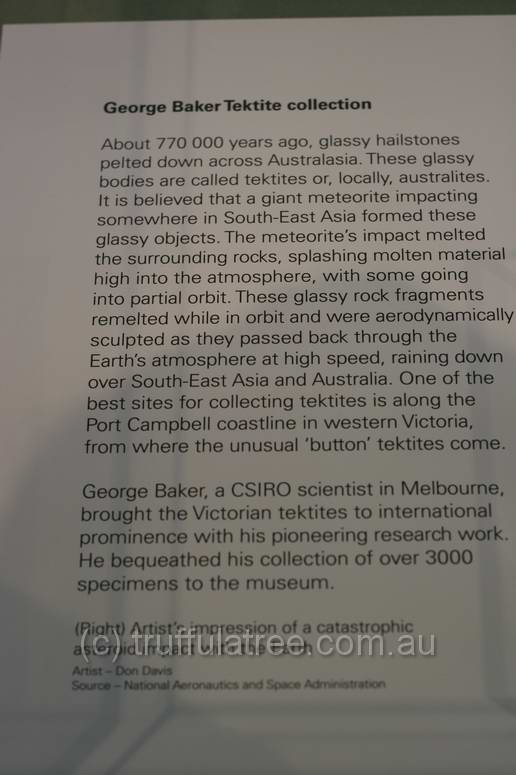 George Baker Tektite collection
About 770 000 years ago, glassy hailstones
pelted down across Australasia. These glassy
bodies are called tektites or, locally, australites.
It is believed that a giant meteorite impacting
somewhere in South-East Asia formed these
glassy objects. The meteorite's impact melted
the surrounding rocks, splashing molten material
high into the atmosphere, with some going
into partial orbit. These glassy rock fragments
remelted while in orbit and were aerodynamically
sculpted as they passed back through the
Earth's atmosphere at high speed, raining down
over South-East Asia and Australia. One of the
best sites for collecting tektites is along the
Port Campbell coastline in western Victoria,
from where the unusual 'button' tektites come.
George Baker, a CSIRO scientist in Melbourne,
brought the Victorian tektites to international
prominence with his pioneering research work.
He bequeathed his collection of over 3000
specimens to the museum.
(Right) Artist's impression of a catastrophic
asteroid impact with the Earth
(c) truffulatree.com.au
Artist – Don Davis
Source – National Aeronautics and Space Administration